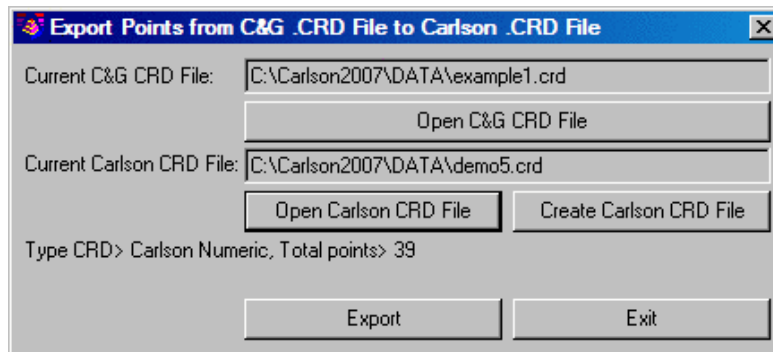 Export Points from C&G .CRD File to Carlson .CRD File
Current C&G CRD File: C:\Carlson2007\DATA\example1.crd
Open C&G CRD File
Current Carlson CRD File: C:\Carlson2007\DATA\demo5.crd
Open Carlson CRD File Create Carlson CRD File
Type CRD> Carlson Numeric, Total points> 39
Export Exit